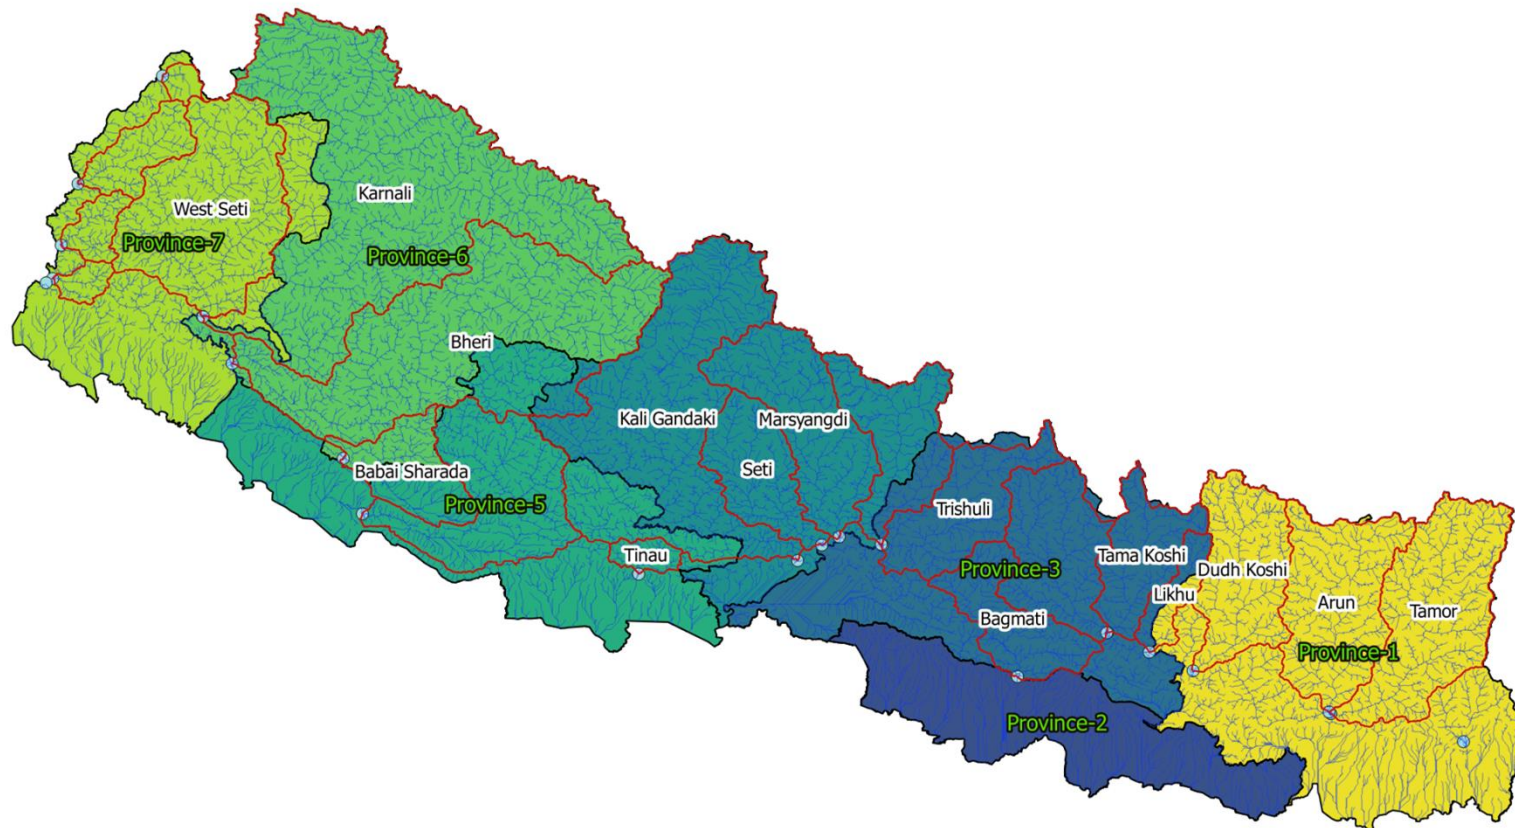 Karnali
West Seti
Province-7
Province-6
Bheri
Kali Gandaki
Marsyangdi
Seti
Babai Sharada
Province-5
Trishuli
Tinau
Tama Koshi
Dudh Koshi
Province-3
Likhu
Arun
Tamor
Bagmati
Province-1
Province-2